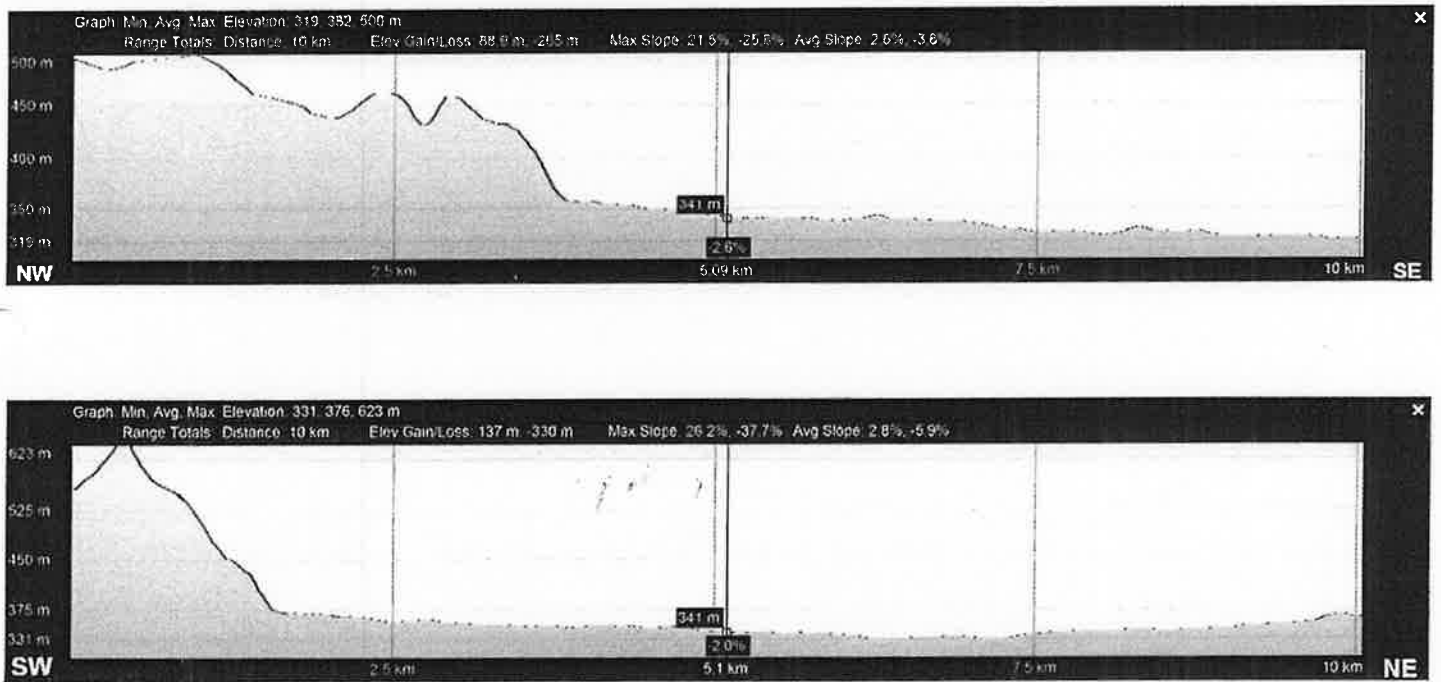 Graph: Min, Avg, Max Elevation: 319, 382, 500 m
Range Totals: Distance: 10 km Elev Gain/Loss: 88.9 m, -265 m Max Slope: 21.5%, -25.8% Avg Slope: 2.6%, -3.6%
500 m
450 m
400 m
350 m
319 m
341 m
-2.6%
NW 2.5 km 5.09 km 7.5 km 10 km SE
Graph: Min, Avg, Max Elevation: 331, 376, 623 m
Range Totals: Distance: 10 km Elev Gain/Loss: 137 m, -330 m Max Slope: 26.2%, -37.7% Avg Slope: 2.8%, -5.9%
623 m
525 m
450 m
375 m
331 m
341 m
-2.0%
SW 2.5 km 5.1 km 7.5 km 10 km NE